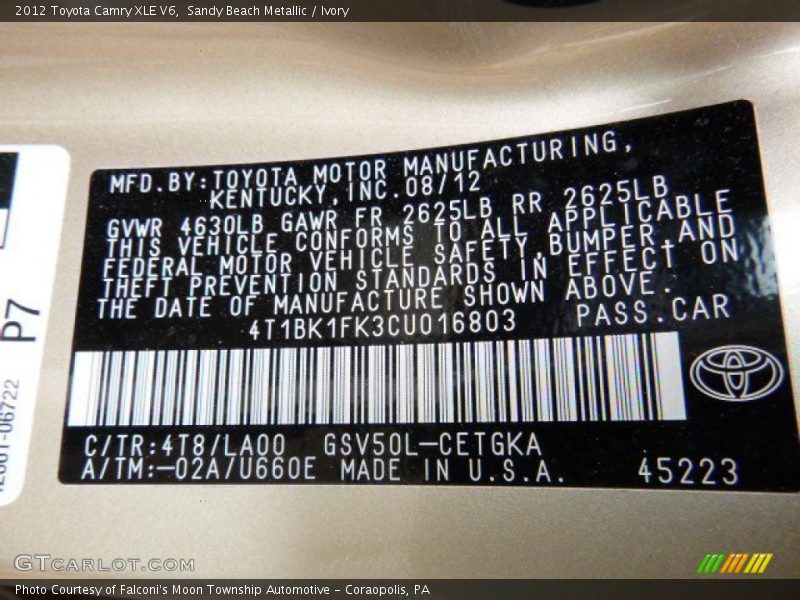 2012 Toyota Camry XLE V6,  Sandy Beach Metallic / Ivory
MFD.BY:TOYOTA MOTOR MANUFACTURING,
KENTUCKY,INC.08/12
GVWR 4630LB GAWR FR 2625LB RR 2625LB
THIS VEHICLE CONFORMS TO ALL APPLICABLE
FEDERAL MOTOR VEHICLE SAFETY,BUMPER,AND
THEFT PREVENTION STANDARDS IN EFFECT ON
THE DATE OF MANUFACTURE SHOWN ABOVE.
4T1BK1FK3CU016803 PASS.CAR
C/TR:4T8/LA00 GSV50L-CETGKA
A/TM:-02A/U660E MADE IN U.S.A. 45223
P7
06722
GTCARLOT.COM
Photo Courtesy of Falconi's Moon Township Automotive - Coraopolis, PA